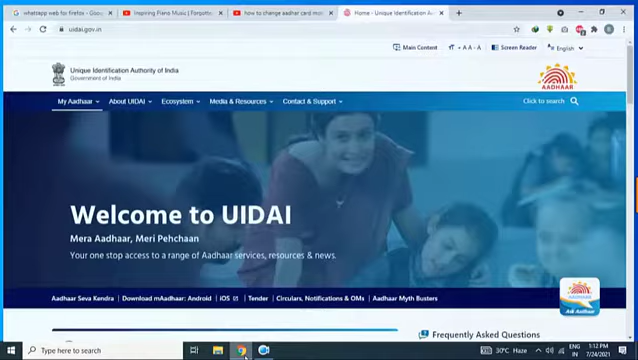 whatsapp web for firefox - Goog
Inspiring Piano Music | Forgotten
how to change aadhar card mob
Home - Unique Identification Au
uidai.gov.in
Main Content
A A- A
Screen Reader
English
Unique Identification Authority of India
Government of India
AADHAAR
My Aadhaar
About UIDAI
Ecosystem
Media & Resources
Contact & Support
Click to search
Welcome to UIDAI
Mera Aadhaar, Meri Pehchaan
Your one stop access to a range of Aadhaar services, resources & news.
Aadhaar Seva Kendra | Download mAadhaar: Android | iOS | Tender | Circulars, Notifications & OMs | Aadhaar Myth Busters
AADHAAR
Ask Aadhaar
Frequently Asked Questions
Type here to search
30°C Haze
ENG
IN
1:12 PM
7/24/2021